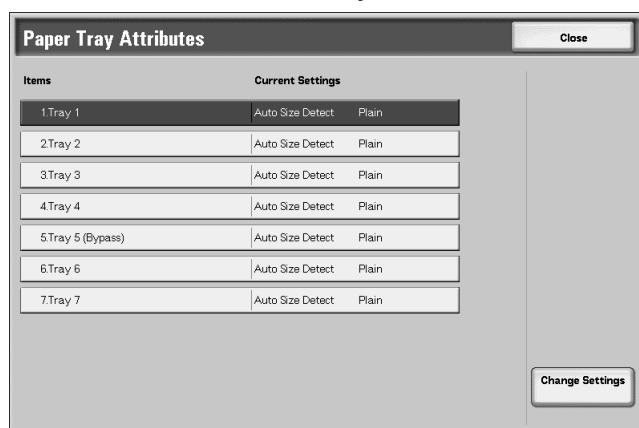 Paper Tray Attributes
Close
Items Current Settings
1.Tray 1 Auto Size Detect Plain
2.Tray 2 Auto Size Detect Plain
3.Tray 3 Auto Size Detect Plain
4.Tray 4 Auto Size Detect Plain
5.Tray 5 (Bypass) Auto Size Detect Plain
6.Tray 6 Auto Size Detect Plain
7.Tray 7 Auto Size Detect Plain
Change Settings